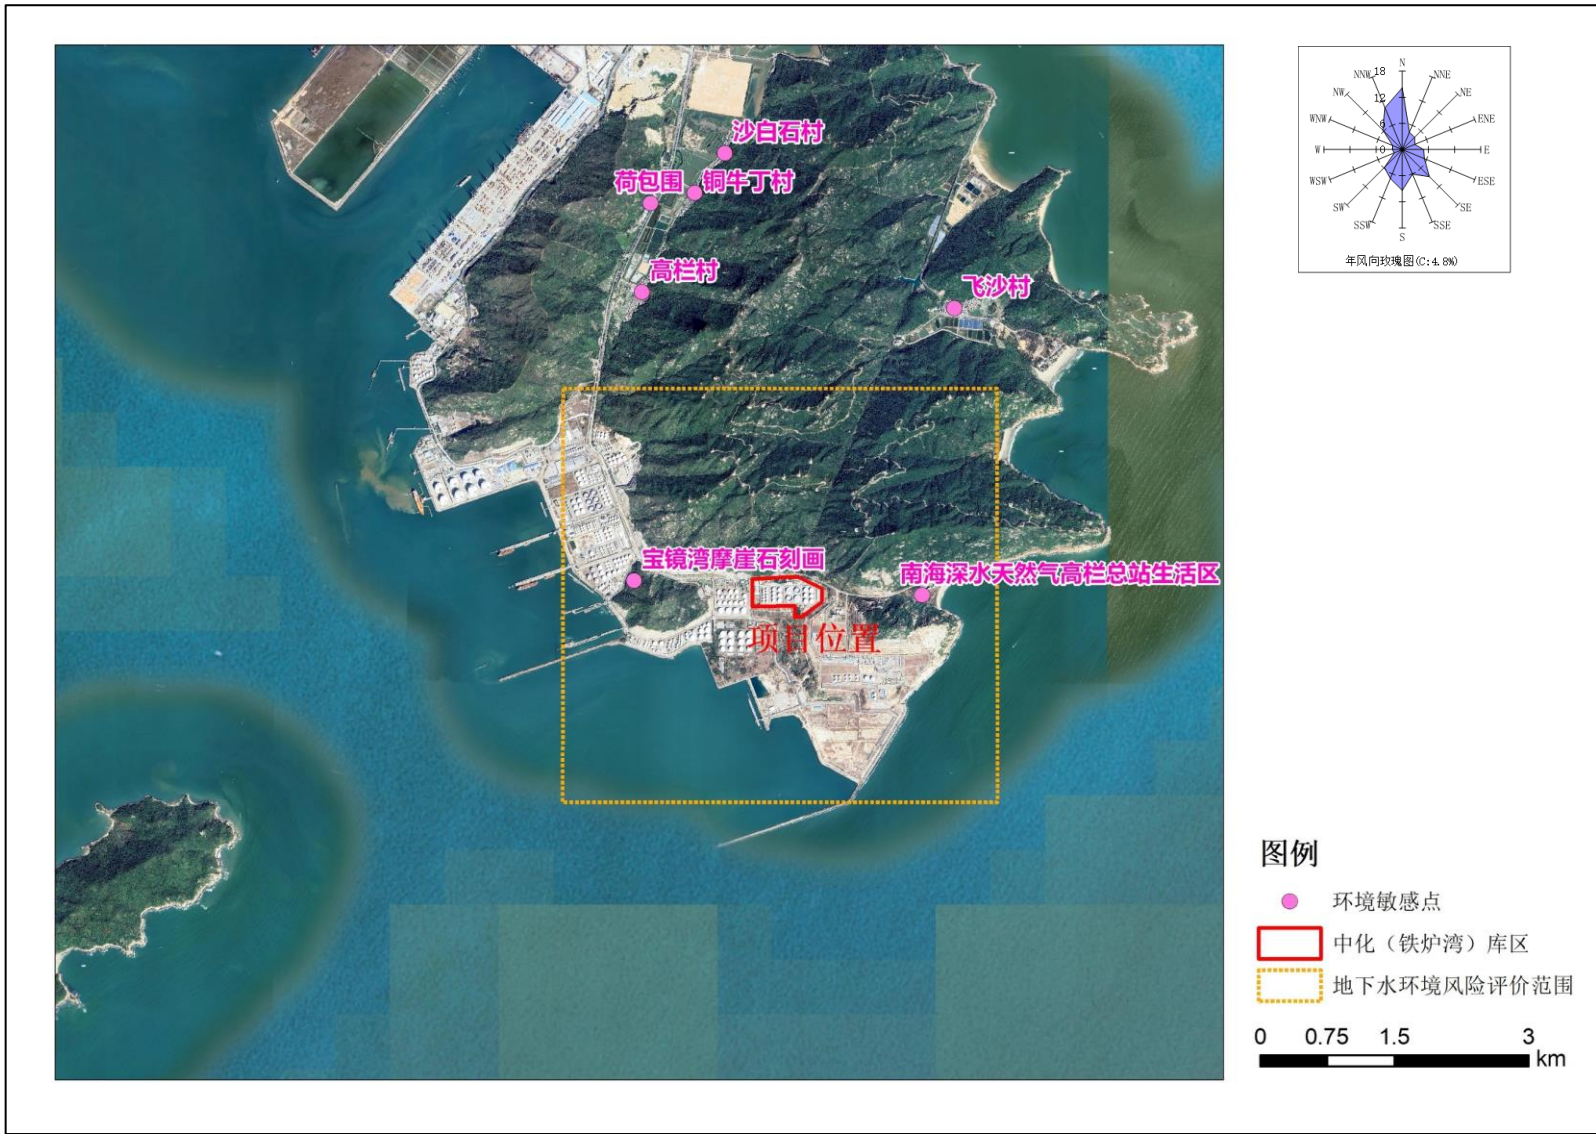 沙白石村
荷包围
铜牛丁村
高栏村
飞沙村
宝镜湾摩崖石刻画
南海深水天然气高栏总站生活区
项目位置
N
NNE
NE
ENE
E
ESE
SE
SSE
S
SSW
SW
WSW
W
WNW
NW
NNW
18
12
6
0
年风向玫瑰图(C:4.8%)
图例
环境敏感点
中化（铁炉湾）库区
地下水环境风险评价范围
0 0.75 1.5 3
km